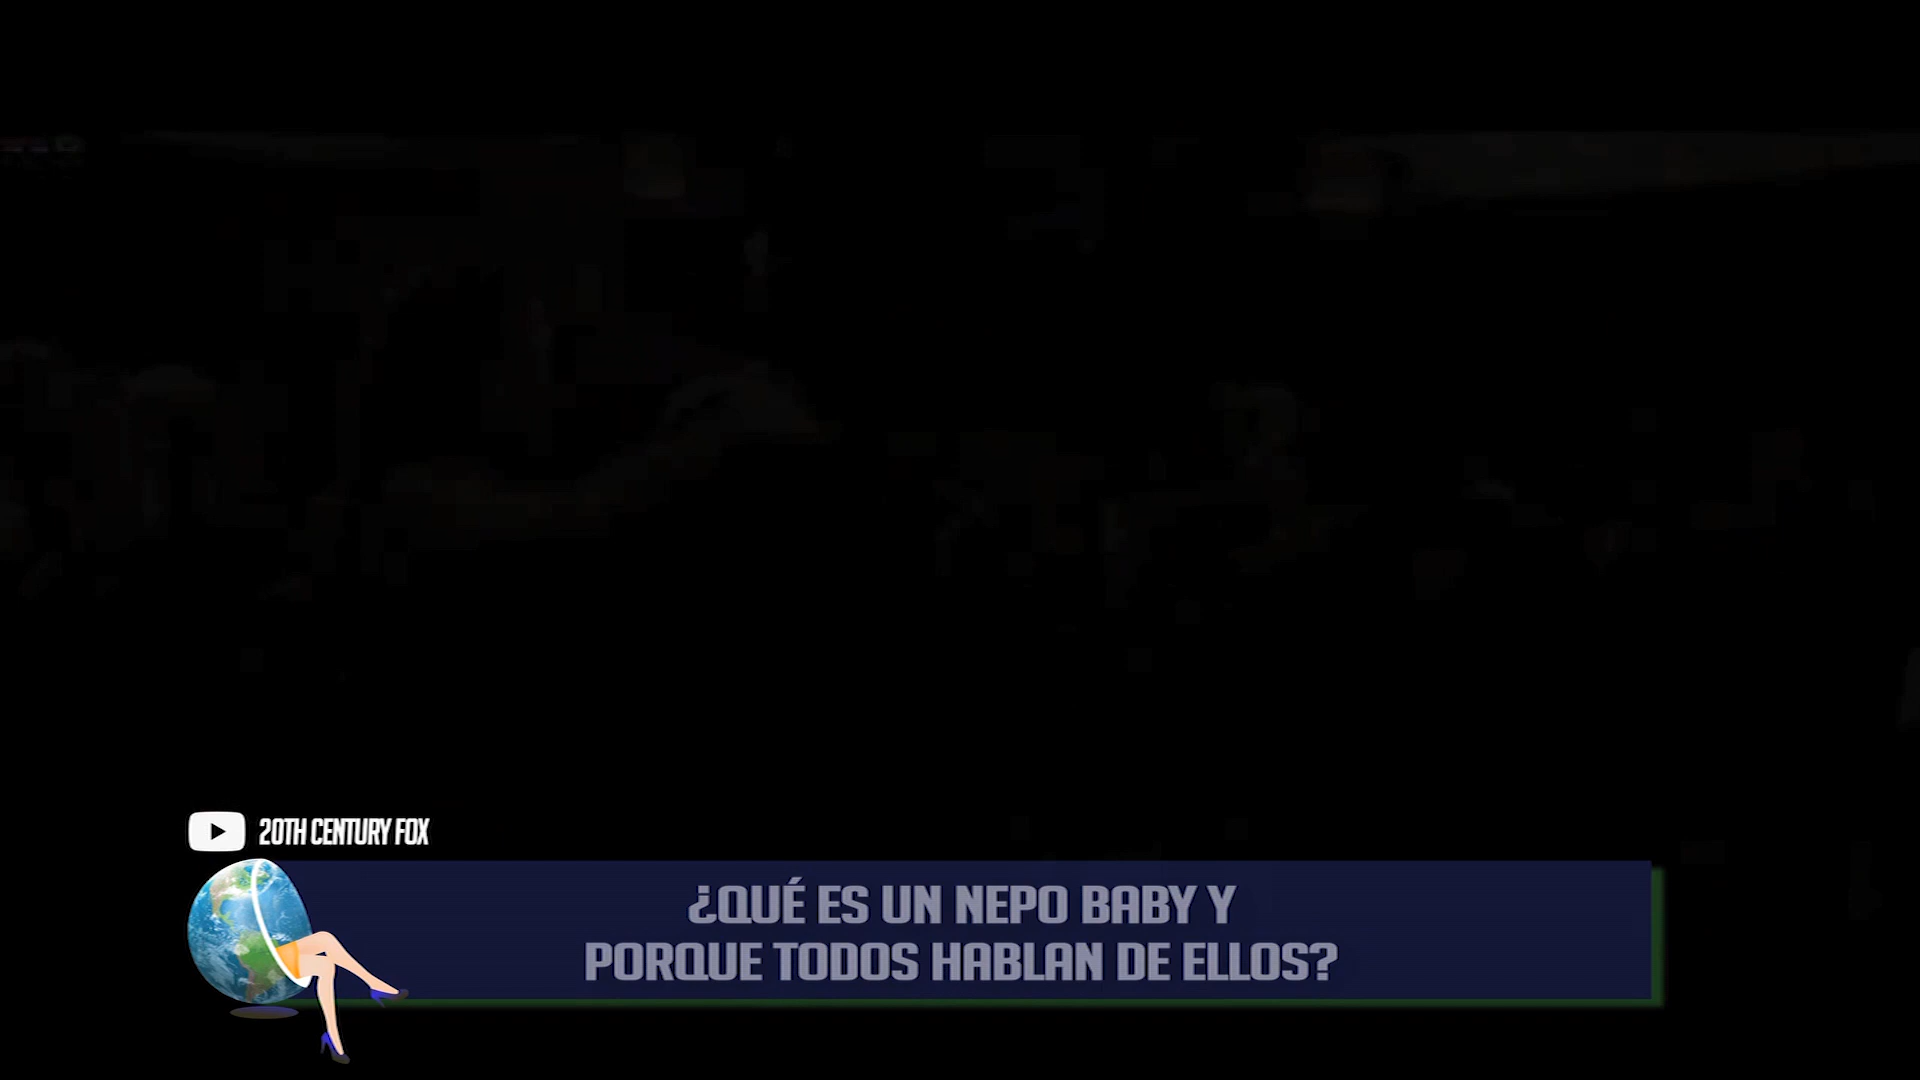 20TH CENTURY FOX
¿QUÉ ES UN NEPO BABY Y
PORQUE TODOS HABLAN DE ELLOS?